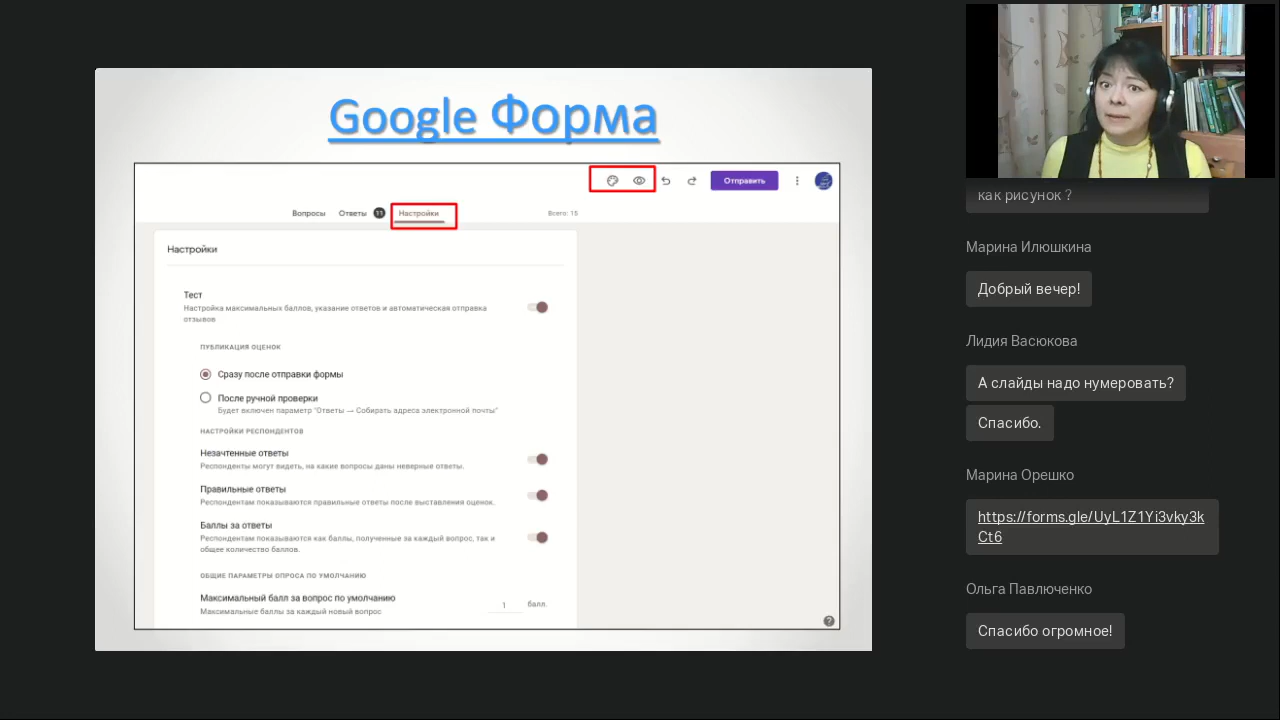 Google Форма
Отправить
Вопросы Ответы 11 Настройки Всего: 15
Настройки
Тест
Настройка максимальных баллов, указание ответов и автоматическая отправка
отзывов
ПУБЛИКАЦИЯ ОЦЕНОК
Сразу после отправки формы
После ручной проверки
Будет включен параметр "Ответы → Собирать адреса электронной почты"
НАСТРОЙКИ РЕСПОНДЕНТОВ
Незачтенные ответы
Респонденты могут видеть, на какие вопросы даны неверные ответы.
Правильные ответы
Респондентам показываются правильные ответы после выставления оценок.
Баллы за ответы
Респондентам показываются как баллы, полученные за каждый вопрос, так и
общее количество баллов.
ОБЩИЕ ПАРАМЕТРЫ ОПРОСА ПО УМОЛЧАНИЮ
Максимальный балл за вопрос по умолчанию
Максимальные баллы за каждый новый вопрос
1 балл.
как рисунок ?
Марина Илюшкина
Добрый вечер!
Лидия Васюкова
А слайды надо нумеровать?
Спасибо.
Марина Орешко
https://forms.gle/UyL1Z1Yi3vky3k
Ct6
Ольга Павлюченко
Спасибо огромное!